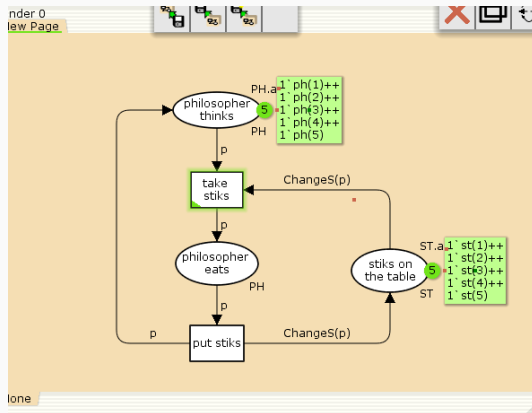 nder 0
lew Page
philosopher
thinks
PH.a
5
1`ph(1)++
1`ph(2)++
1`ph(3)++
1`ph(4)++
1`ph(5)
PH
p
take
stiks
ChangeS(p)
p
philosopher
eats
PH
stiks on
the table
ST.a
5
1`st(1)++
1`st(2)++
1`st(3)++
1`st(4)++
1`st(5)
ST
p
p
put stiks
ChangeS(p)
lone